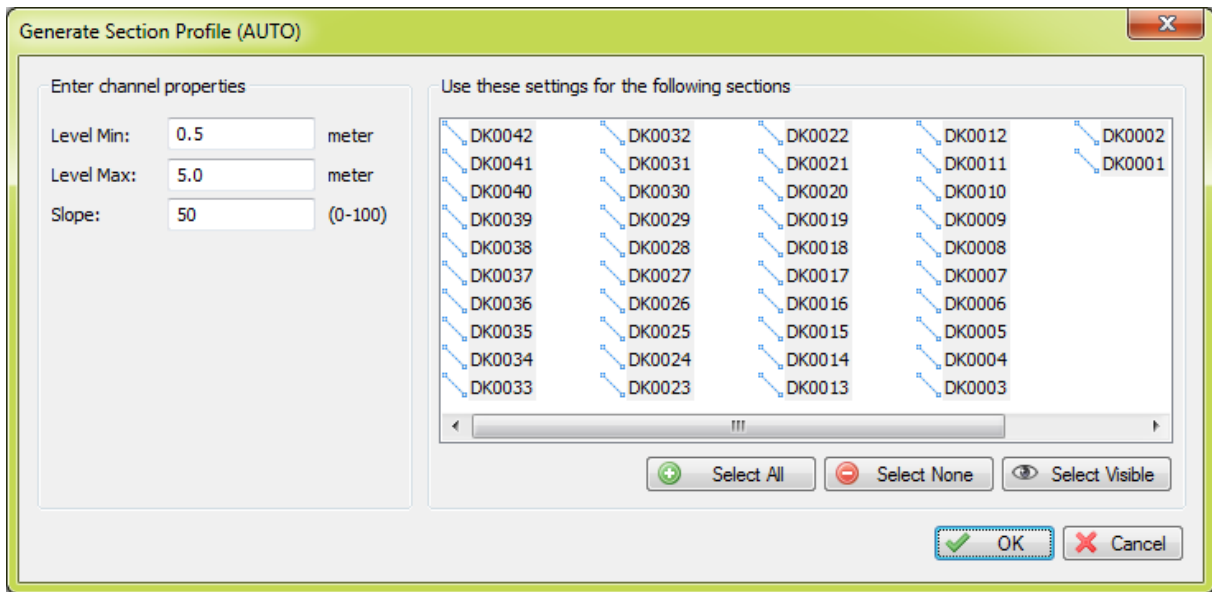 Generate Section Profile (AUTO)
Enter channel properties
Level Min: 0.5 meter
Level Max: 5.0 meter
Slope: 50 (0-100)
Use these settings for the following sections
DK0042 DK0032 DK0022 DK0012 DK0002
DK0041 DK0031 DK0021 DK0011 DK0001
DK0040 DK0030 DK0020 DK0010
DK0039 DK0029 DK0019 DK0009
DK0038 DK0028 DK0018 DK0008
DK0037 DK0027 DK0017 DK0007
DK0036 DK0026 DK0016 DK0006
DK0035 DK0025 DK0015 DK0005
DK0034 DK0024 DK0014 DK0004
DK0033 DK0023 DK0013 DK0003
Select All Select None Select Visible
OK Cancel